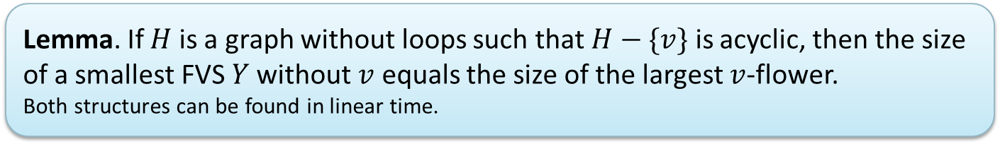 Lemma. If H is a graph without loops such that H − {v} is acyclic, then the size
of a smallest FVS Y without v equals the size of the largest v-flower.
Both structures can be found in linear time.